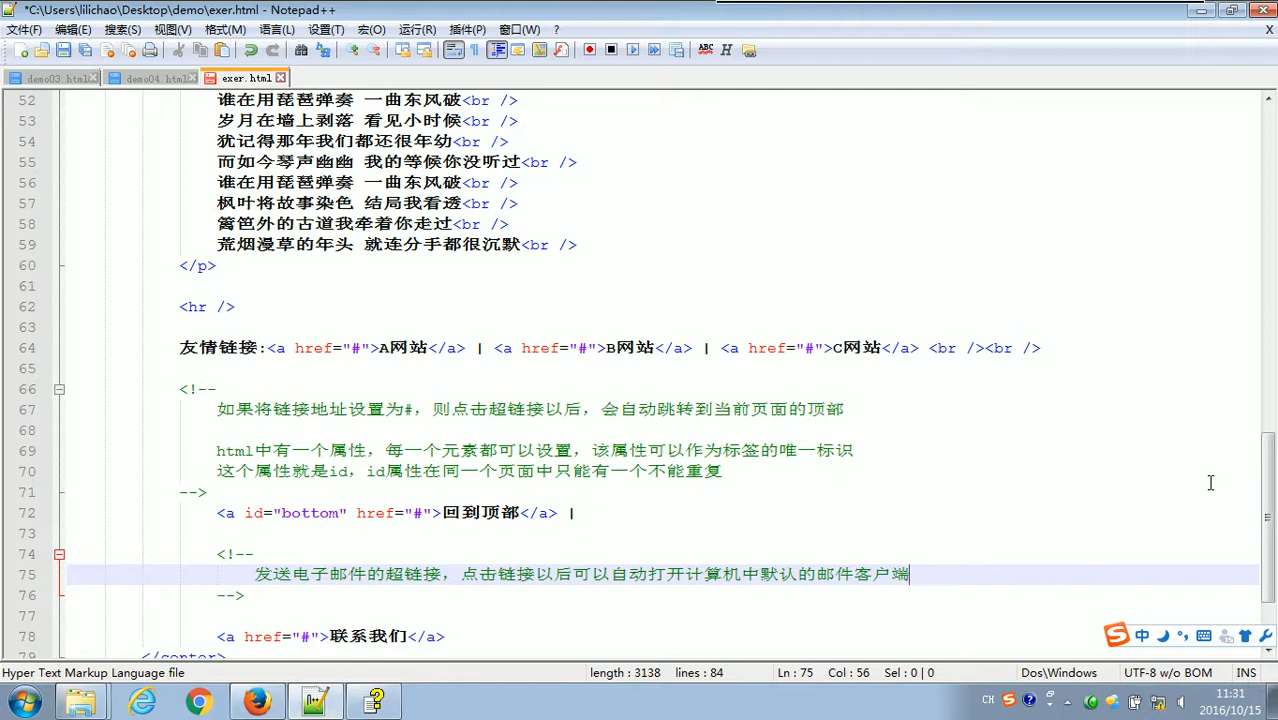 *C:\Users\lilichao\Desktop\demo\exer.html - Notepad++
文件(F) 编辑(E) 搜索(S) 视图(V) 格式(M) 语言(L) 设置(T) 宏(O) 运行(R) 插件(P) 窗口(W) ? X
demo03.html demo04.html exer.html
52 谁在用琵琶弹奏 一曲东风破<br />
53 岁月在墙上剥落 看见小时候<br />
54 犹记得那年我们都还很年幼<br />
55 而如今琴声幽幽 我的等候你没听过<br />
56 谁在用琵琶弹奏 一曲东风破<br />
57 枫叶将故事染色 结局我看透<br />
58 篱笆外的古道我牵着你走过<br />
59 荒烟漫草的年头 就连分手都很沉默<br />
60 </p>
61
62 <hr />
63
64 友情链接:<a href="#">A网站</a> | <a href="#">B网站</a> | <a href="#">C网站</a> <br /><br />
65
66 <!--
67 如果将链接地址设置为#，则点击超链接以后，会自动跳转到当前页面的顶部
68
69 html中有一个属性，每一个元素都可以设置，该属性可以作为标签的唯一标识
70 这个属性就是id，id属性在同一个页面中只能有一个不能重复
71 -->
72 <a id="bottom" href="#">回到顶部</a> |
73
74 <!--
75 发送电子邮件的超链接，点击链接以后可以自动打开计算机中默认的邮件客户端
76 -->
77
78 <a href="#">联系我们</a>
79 </center>
中
Hyper Text Markup Language file length : 3138 lines : 84 Ln : 75 Col : 56 Sel : 0 | 0 Dos\Windows UTF-8 w/o BOM INS
CH 11:31
2016/10/15